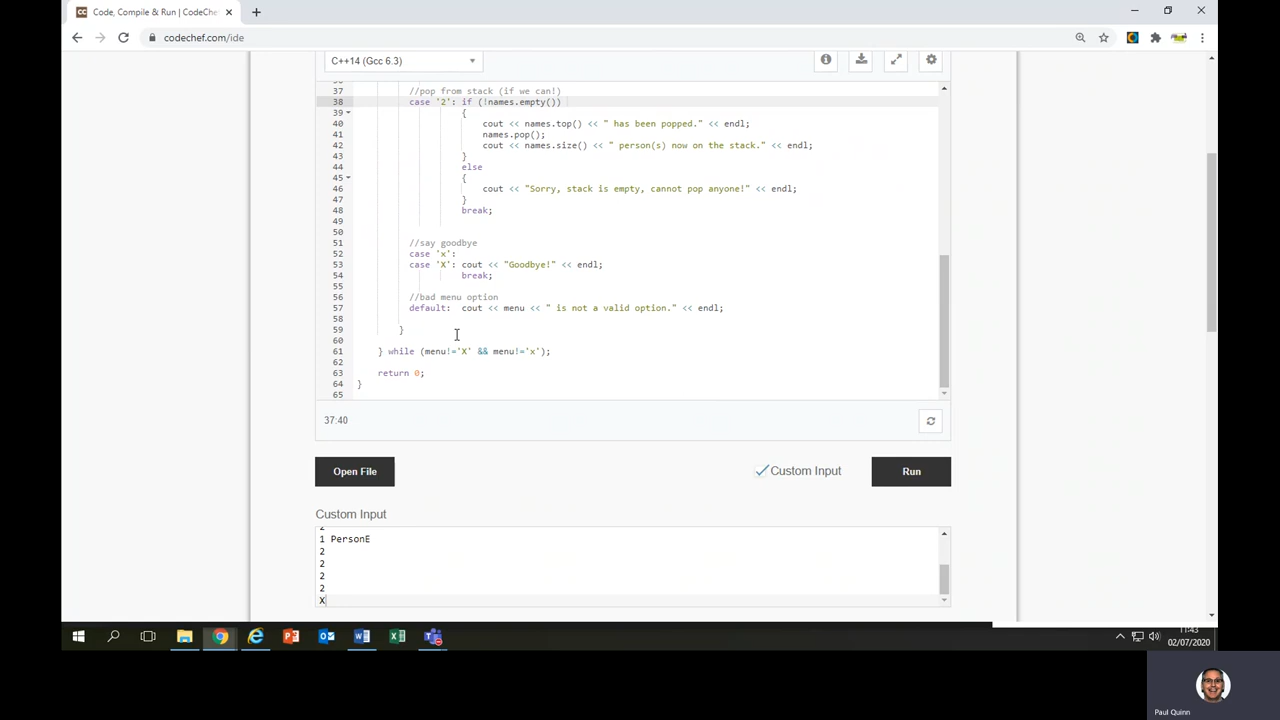 Code, Compile & Run | CodeChe
codechef.com/ide
C++14 (Gcc 6.3)
37 //pop from stack (if we can!)
38 case '2': if (!names.empty())
39 {
40 cout << names.top() << " has been popped." << endl;
41 names.pop();
42 cout << names.size() << " person(s) now on the stack." << endl;
43 }
44 else
45 {
46 cout << "Sorry, stack is empty, cannot pop anyone!" << endl;
47 }
48 break;
49
50
51 //say goodbye
52 case 'x':
53 case 'X': cout << "Goodbye!" << endl;
54 break;
55
56 //bad menu option
57 default: cout << menu << " is not a valid option." << endl;
58
59 }
60
61 } while (menu!='X' && menu!='x');
62
63 return 0;
64 }
65
37:40
Open File
Custom Input
Run
Custom Input
2
1 PersonE
2
2
2
2
X
11:43
02/07/2020
Paul Quinn